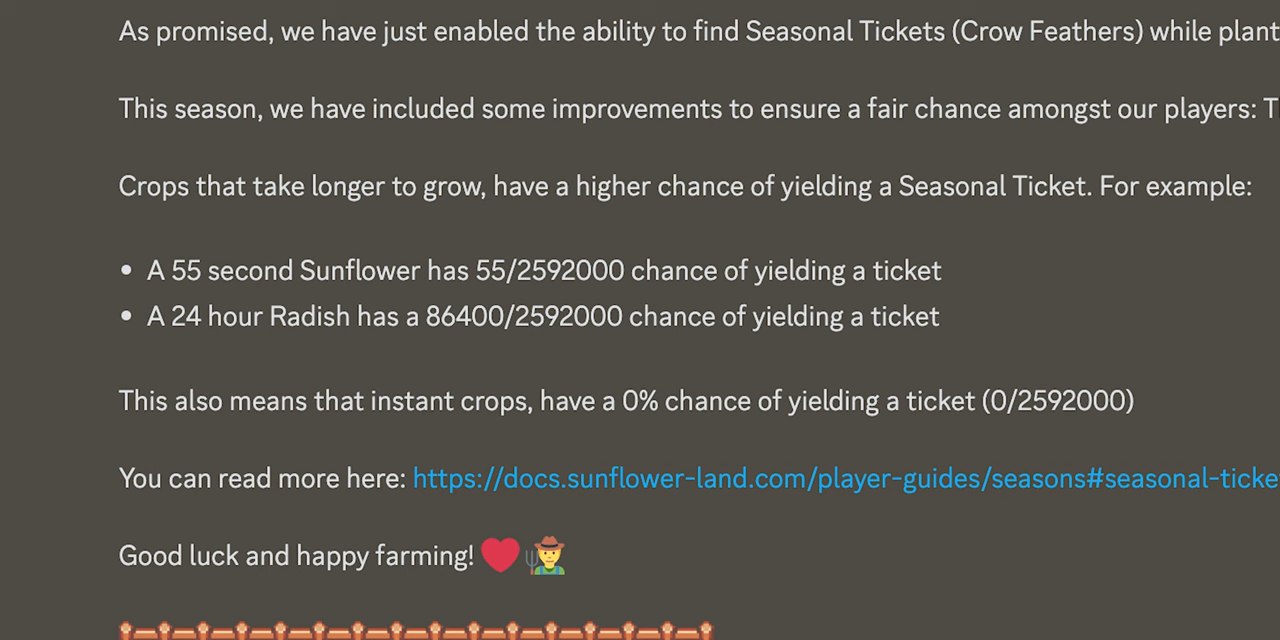 As promised, we have just enabled the ability to find Seasonal Tickets (Crow Feathers) while plant
This season, we have included some improvements to ensure a fair chance amongst our players: T
Crops that take longer to grow, have a higher chance of yielding a Seasonal Ticket. For example:
• A 55 second Sunflower has 55/2592000 chance of yielding a ticket
• A 24 hour Radish has a 86400/2592000 chance of yielding a ticket
This also means that instant crops, have a 0% chance of yielding a ticket (0/2592000)
You can read more here: https://docs.sunflower-land.com/player-guides/seasons#seasonal-ticke
Good luck and happy farming! ❤️ 🧑‍🌾